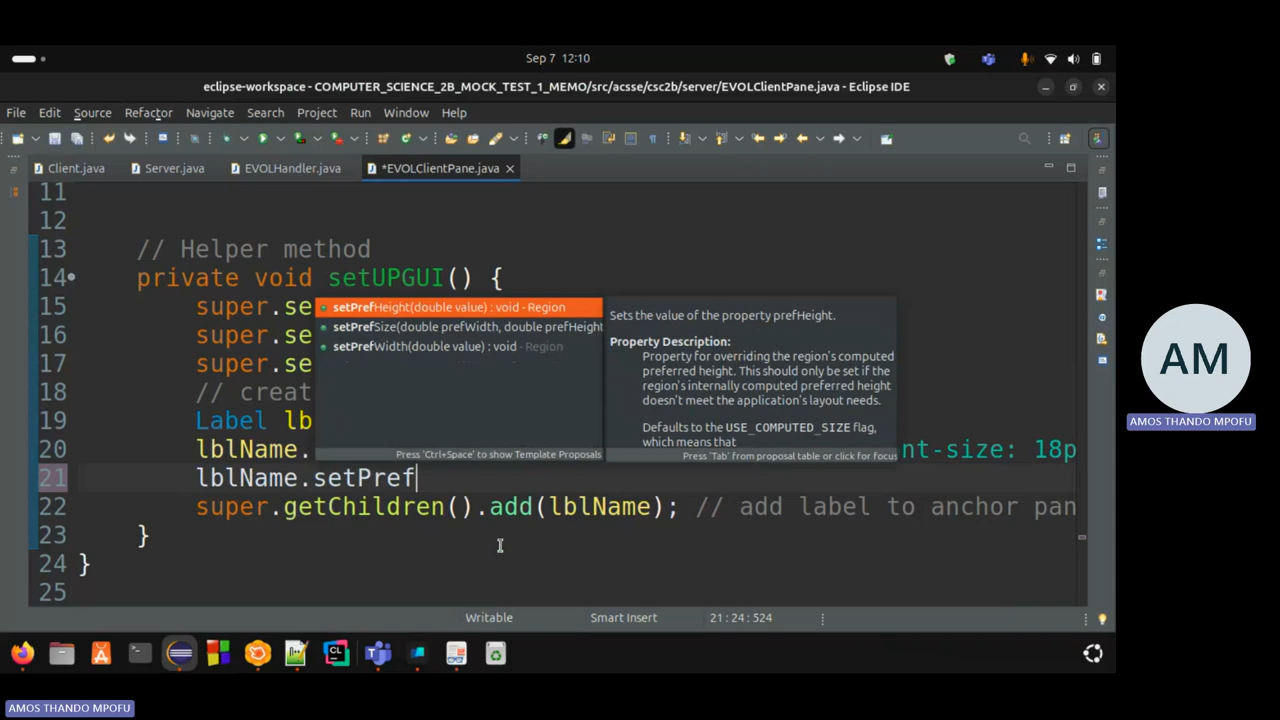 Sep 7 12:10
eclipse-workspace - COMPUTER_SCIENCE_2B_MOCK_TEST_1_MEMO/src/acsse/csc2b/server/EVOLClientPane.java - Eclipse IDE
File Edit Source Refactor Navigate Search Project Run Window Help
Client.java Server.java EVOLHandler.java *EVOLClientPane.java
11
12
13 // Helper method
14 private void setUPGUI() {
15 super.se
16 super.se
17 super.se
18 // creat
19 Label lb
20 lblName. nt-size: 18p
21 lblName.setPref
22 super.getChildren().add(lblName); // add label to anchor pan
23 }
24 }
25
setPrefHeight(double value) : void - Region
setPrefSize(double prefWidth, double prefHeight
setPrefWidth(double value) : void - Region
Press 'Ctrl+Space' to show Template Proposals
Sets the value of the property prefHeight.
Property Description:
Property for overriding the region's computed
preferred height. This should only be set if the
region's internally computed preferred height
doesn't meet the application's layout needs.
Defaults to the USE_COMPUTED_SIZE flag,
which means that
Press 'Tab' from proposal table or click for focus
Writable Smart Insert 21 : 24 : 524
CL
AM
AMOS THANDO MPOFU
AMOS THANDO MPOFU